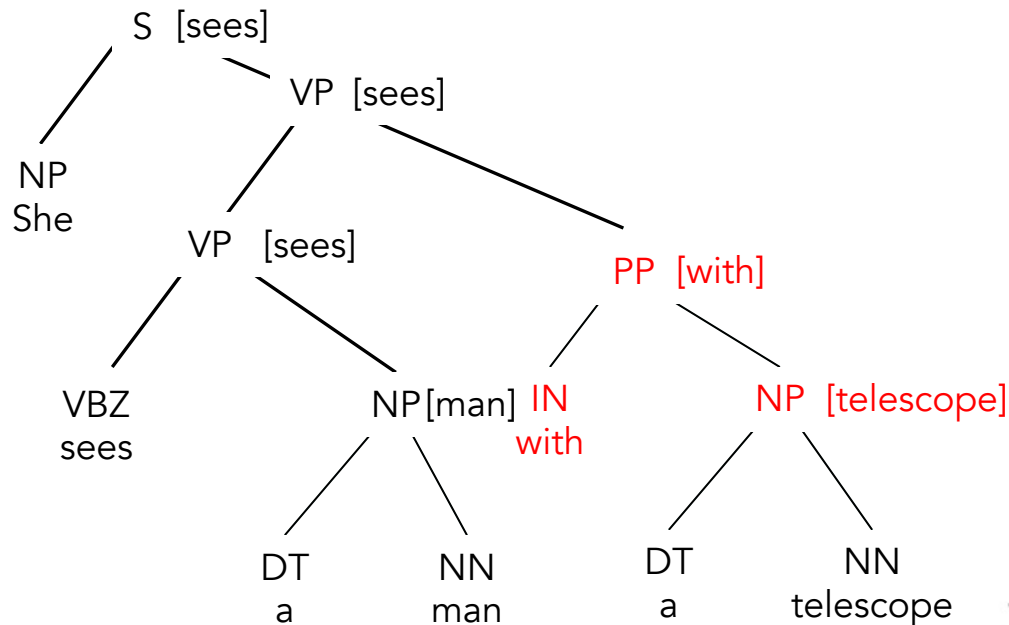 S [sees]
VP [sees]
NP
She
VP [sees]
PP [with]
VBZ
sees
NP [man]
IN
with
NP [telescope]
DT
a
NN
man
DT
a
NN
telescope